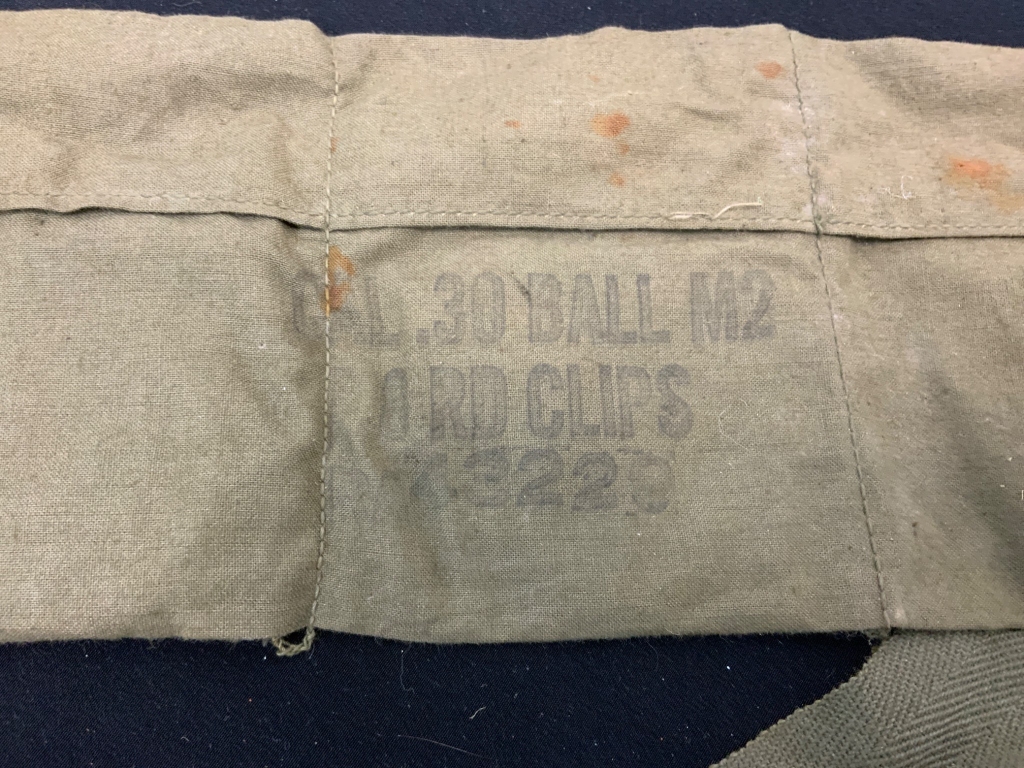 CAL .30 BALL M2
8 RD CLIPS